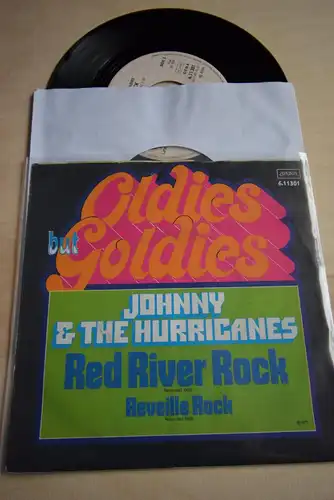 6.11301
Oldies
but
Goldies
JOHNNY
& THE HURRICANES
Red River Rock
Reveille Rock